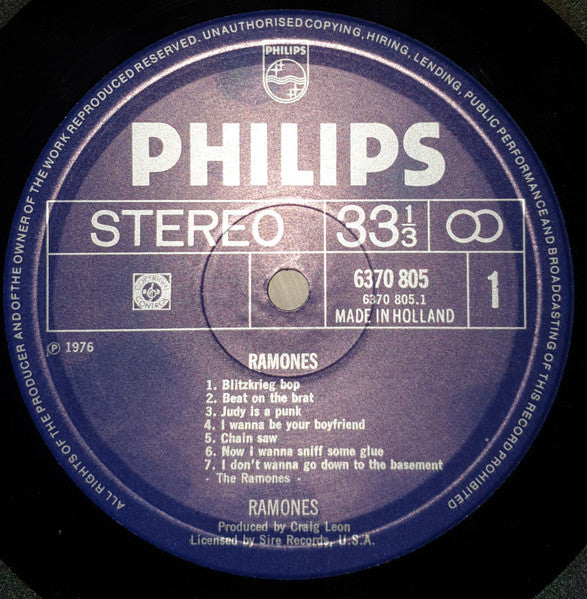 ALL RIGHTS OF THE PRODUCER AND OF THE OWNER OF THE WORK REPRODUCED RESERVED. UNAUTHORISED COPYING, HIRING, LENDING, PUBLIC PERFORMANCE AND BROADCASTING OF THIS RECORD PROHIBITED
PHILIPS
PHILIPS
STEREO 33⅓
COPYRIGHT CONTROL
6370 805
6370 805.1
MADE IN HOLLAND
1
℗ 1976
RAMONES
1. Blitzkrieg bop
2. Beat on the brat
3. Judy is a punk
4. I wanna be your boyfriend
5. Chain saw
6. Now i wanna sniff some glue
7. I don't wanna go down to the basement
- The Ramones -
RAMONES
Produced by Craig Leon
Licensed by Sire Records, U.S.A.